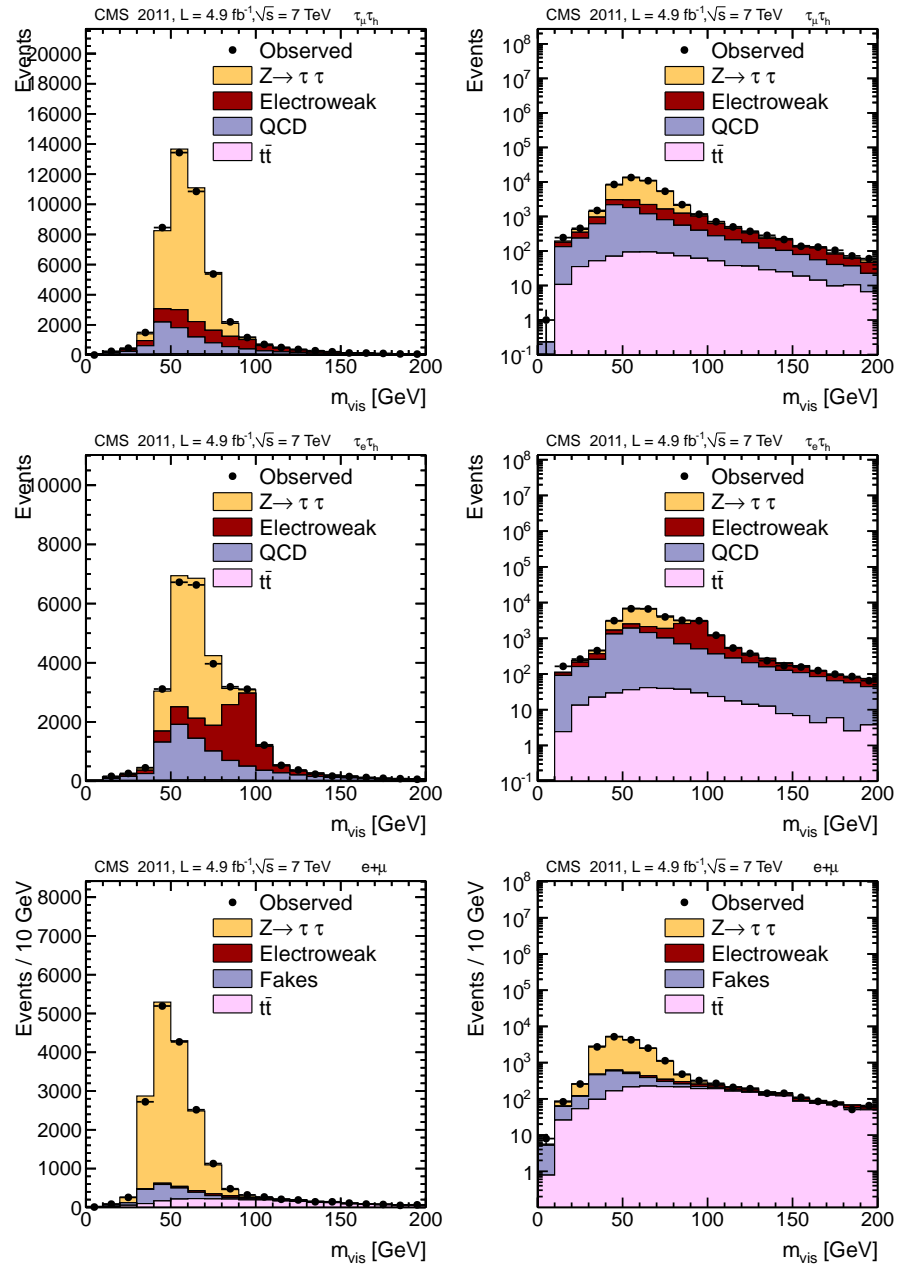 CMS 2011, L = 4.9 fb⁻¹,√s = 7 TeV τμτh
Events
20000
18000
16000
14000
12000
10000
8000
6000
4000
2000
0
Observed
Z→ τ τ
Electroweak
QCD
tt̄
0 50 100 150 200
m_vis [GeV]
CMS 2011, L = 4.9 fb⁻¹,√s = 7 TeV τμτh
Events
10⁸
10⁷
10⁶
10⁵
10⁴
10³
10²
10
1
10⁻¹
Observed
Z→ τ τ
Electroweak
QCD
tt̄
0 50 100 150 200
m_vis [GeV]
CMS 2011, L = 4.9 fb⁻¹,√s = 7 TeV τeτh
Events
10000
8000
6000
4000
2000
0
Observed
Z→ τ τ
Electroweak
QCD
tt̄
0 50 100 150 200
m_vis [GeV]
CMS 2011, L = 4.9 fb⁻¹,√s = 7 TeV τeτh
Events
10⁸
10⁷
10⁶
10⁵
10⁴
10³
10²
10
1
10⁻¹
Observed
Z→ τ τ
Electroweak
QCD
tt̄
0 50 100 150 200
m_vis [GeV]
CMS 2011, L = 4.9 fb⁻¹,√s = 7 TeV e+μ
Events / 10 GeV
8000
7000
6000
5000
4000
3000
2000
1000
0
Observed
Z→ τ τ
Electroweak
Fakes
tt̄
0 50 100 150 200
m_vis [GeV]
CMS 2011, L = 4.9 fb⁻¹,√s = 7 TeV e+μ
Events / 10 GeV
10⁸
10⁷
10⁶
10⁵
10⁴
10³
10²
10
1
Observed
Z→ τ τ
Electroweak
Fakes
tt̄
0 50 100 150 200
m_vis [GeV]